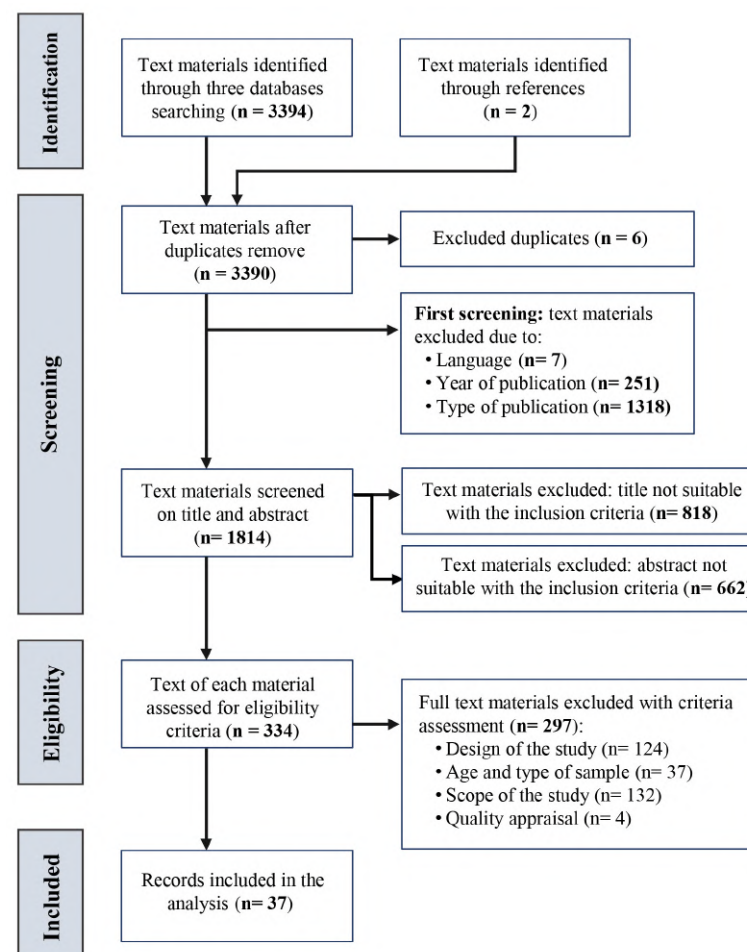 Identification
Text materials identified
through three databases
searching (n = 3394)
Text materials identified
through references
(n = 2)
Screening
Text materials after
duplicates remove
(n = 3390)
Excluded duplicates (n = 6)
First screening: text materials
excluded due to:
• Language (n= 7)
• Year of publication (n= 251)
• Type of publication (n= 1318)
Text materials screened
on title and abstract
(n= 1814)
Text materials excluded: title not suitable
with the inclusion criteria (n= 818)
Text materials excluded: abstract not
suitable with the inclusion criteria (n= 662)
Eligibility
Text of each material
assessed for eligibility
criteria (n = 334)
Full text materials excluded with criteria
assessment (n= 297):
• Design of the study (n= 124)
• Age and type of sample (n= 37)
• Scope of the study (n= 132)
• Quality appraisal (n= 4)
Included
Records included in the
analysis (n= 37)